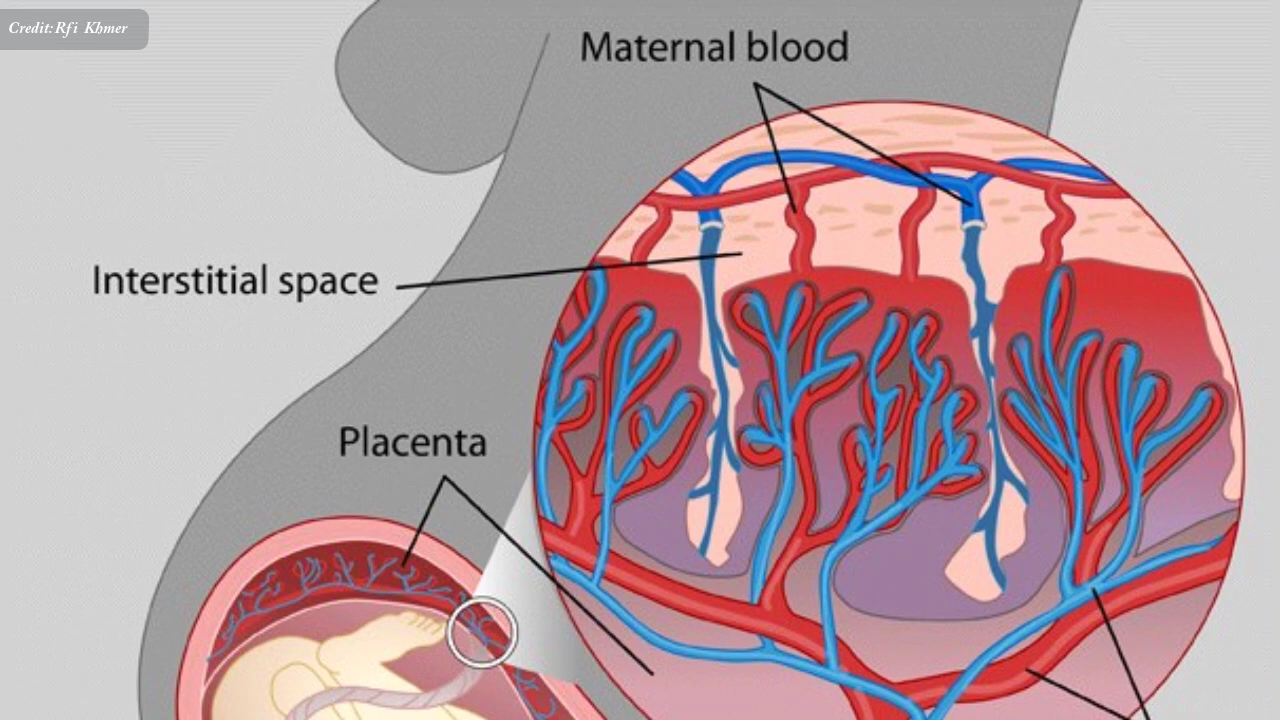 Credit:Rfi Khmer
Maternal blood
Interstitial space
Placenta